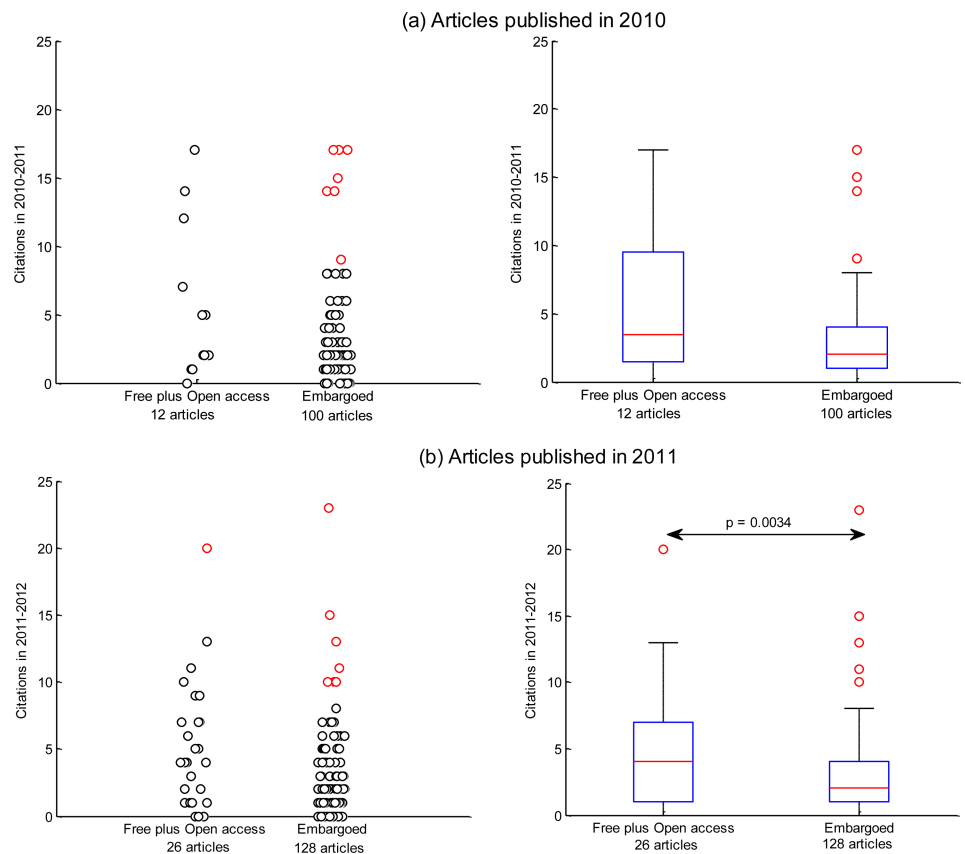 (a) Articles published in 2010
25
20
15
10
5
0
Citations in 2010-2011
Free plus Open access
12 articles
Embargoed
100 articles
25
20
15
10
5
0
Citations in 2010-2011
Free plus Open access
12 articles
Embargoed
100 articles
(b) Articles published in 2011
25
20
15
10
5
0
Citations in 2011-2012
Free plus Open access
26 articles
Embargoed
128 articles
25
20
15
10
5
0
Citations in 2011-2012
p = 0.0034
Free plus Open access
26 articles
Embargoed
128 articles